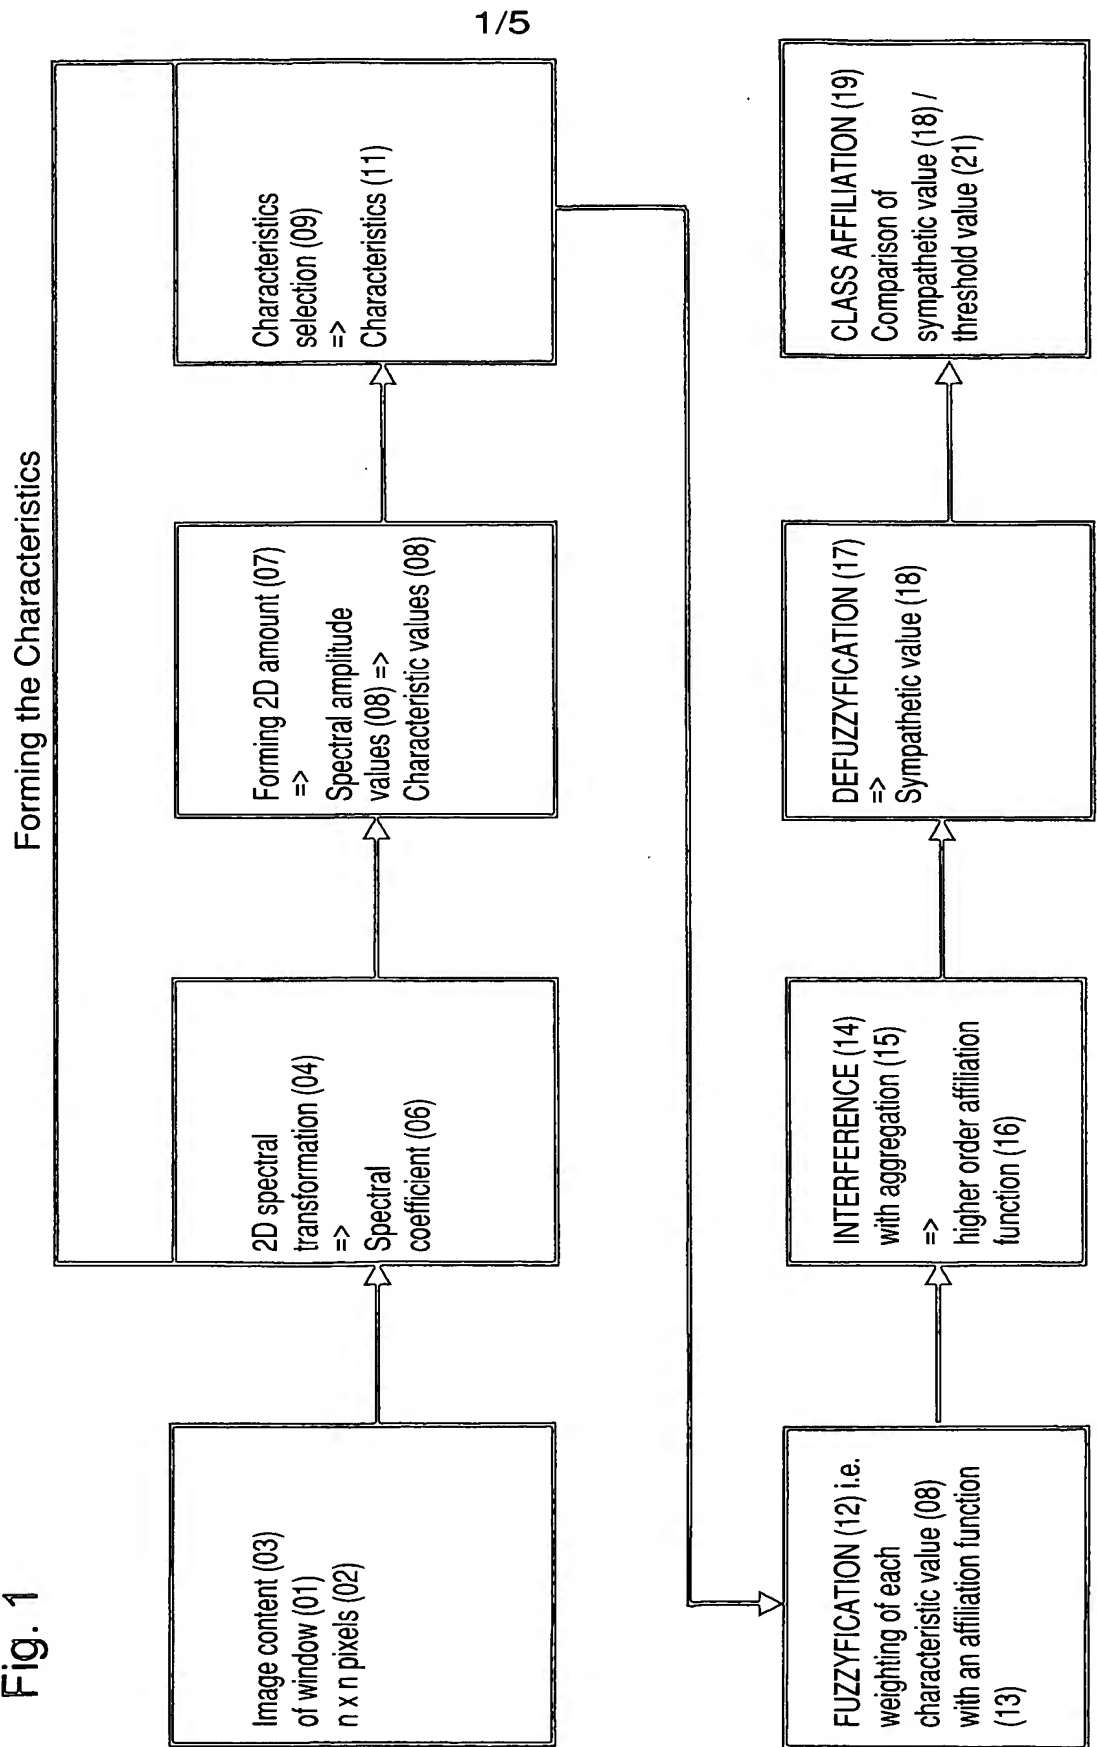 1/5
Fig. 1
Forming the Characteristics
Image content (03)
of window (01)
n x n pixels (02)
2D spectral
transformation (04)
=>
Spectral
coefficient (06)
Forming 2D amount (07)
=>
Spectral amplitude
values (08) =>
Characteristic values (08)
Characteristics
selection (09)
=>
Characteristics (11)
FUZZYFICATION (12) i.e.
weighting of each
characteristic value (08)
with an affiliation function
(13)
INTERFERENCE (14)
with aggregation (15)
=>
higher order affiliation
function (16)
DEFUZZYFICATION (17)
=>
Sympathetic value (18)
CLASS AFFILIATION (19)
Comparison of
sympathetic value (18) /
threshold value (21)